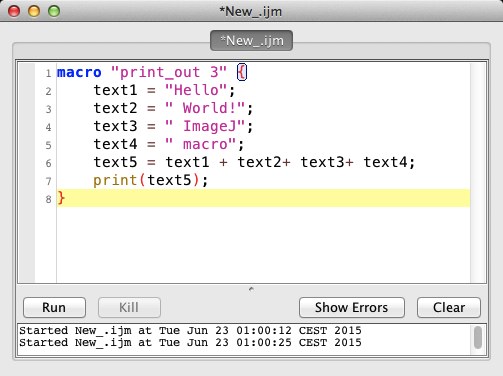 *New_.ijm
*New_.ijm
1 macro "print_out 3" {
2 text1 = "Hello";
3 text2 = " World!";
4 text3 = " ImageJ";
5 text4 = " macro";
6 text5 = text1 + text2+ text3+ text4;
7 print(text5);
8 }
Run Kill Show Errors Clear
Started New_.ijm at Tue Jun 23 01:00:12 CEST 2015
Started New_.ijm at Tue Jun 23 01:00:25 CEST 2015